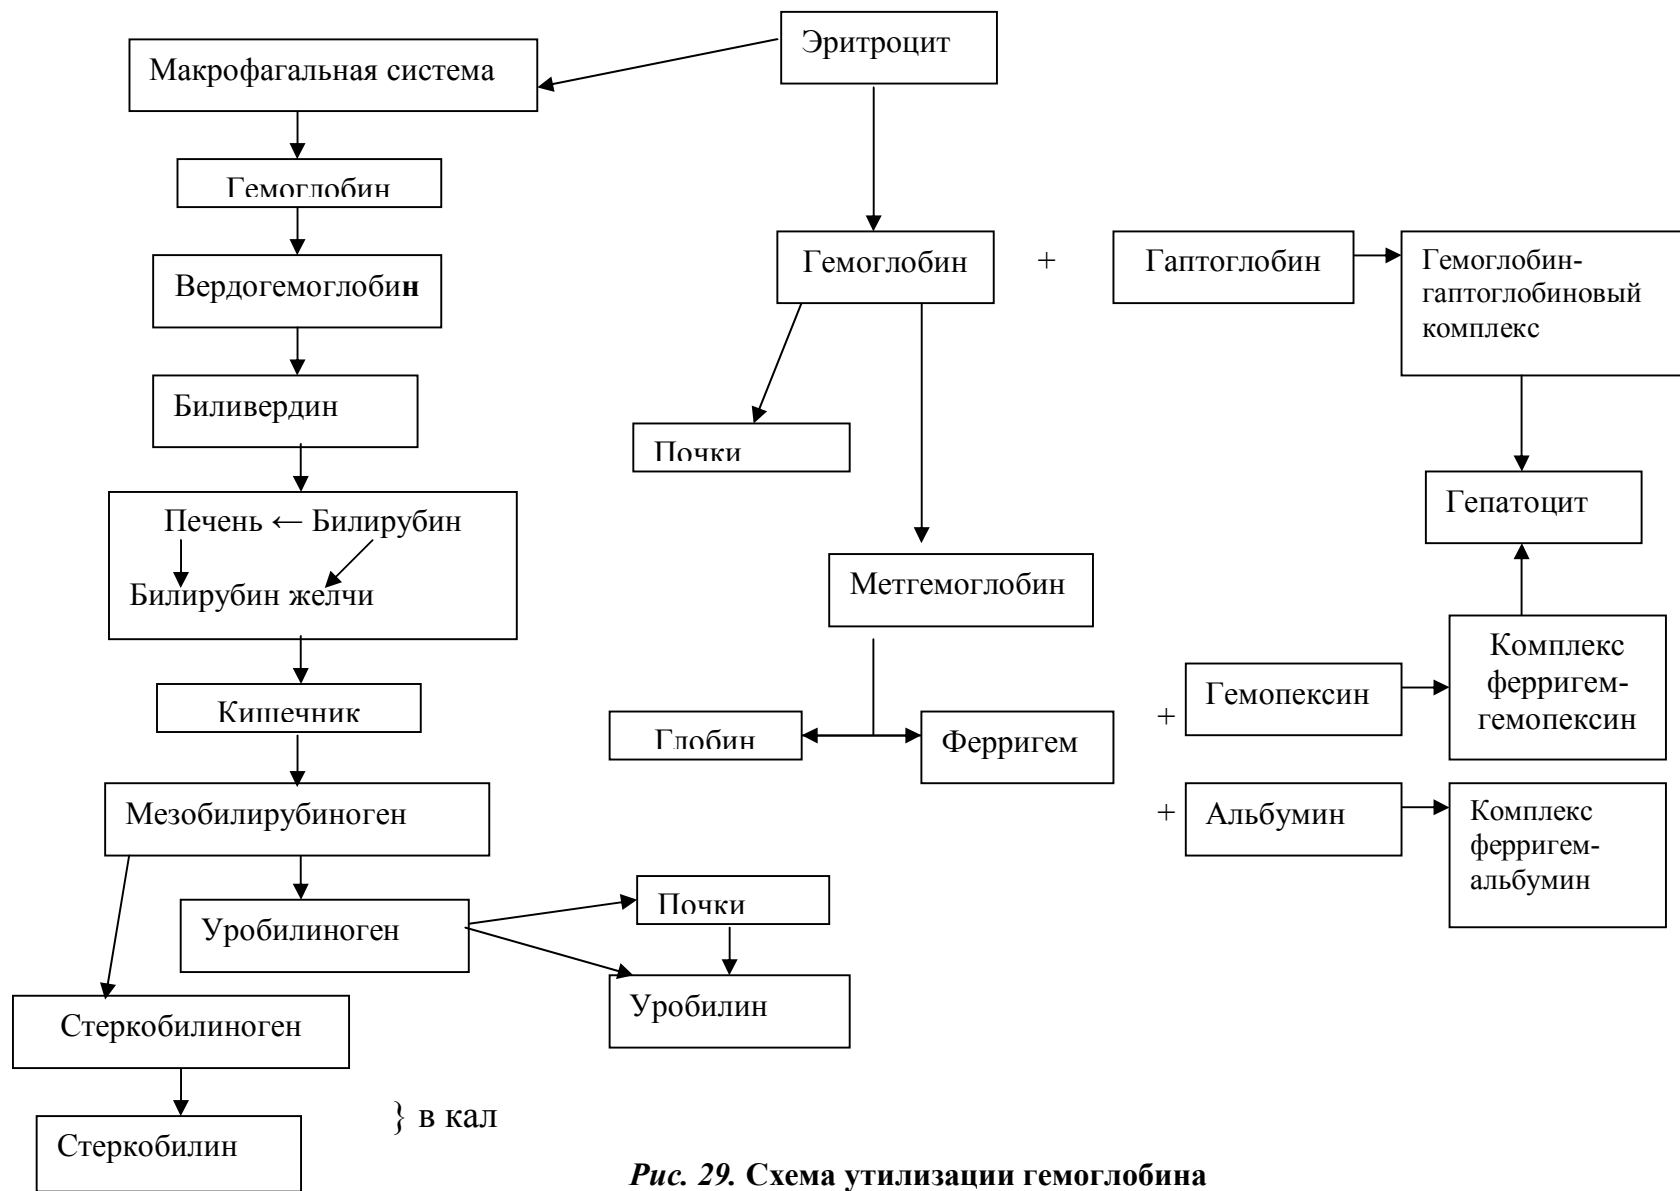 Эритроцит
Макрофагальная система
Гемоглобин
Вердогемоглобин
Биливердин
Печень ← Билирубин
Билирубин желчи
Кишечник
Мезобилирубиноген
Уробилиноген
Стеркобилиноген
Стеркобилин
} в кал
Почки
Уробилин
Гемоглобин
+
Гаптоглобин
Гемоглобин-
гаптоглобиновый
комплекс
Почки
Гепатоцит
Метгемоглобин
Глобин
Ферригем
+
Гемопексин
Комплекс
ферригем-
гемопексин
+
Альбумин
Комплекс
ферригем-
альбумин
Рис. 29. Схема утилизации гемоглобина